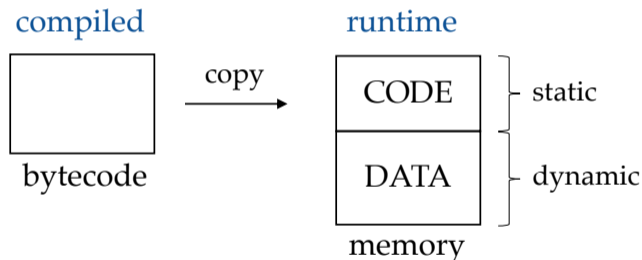 compiled
runtime
copy
CODE
static
bytecode
DATA
dynamic
memory